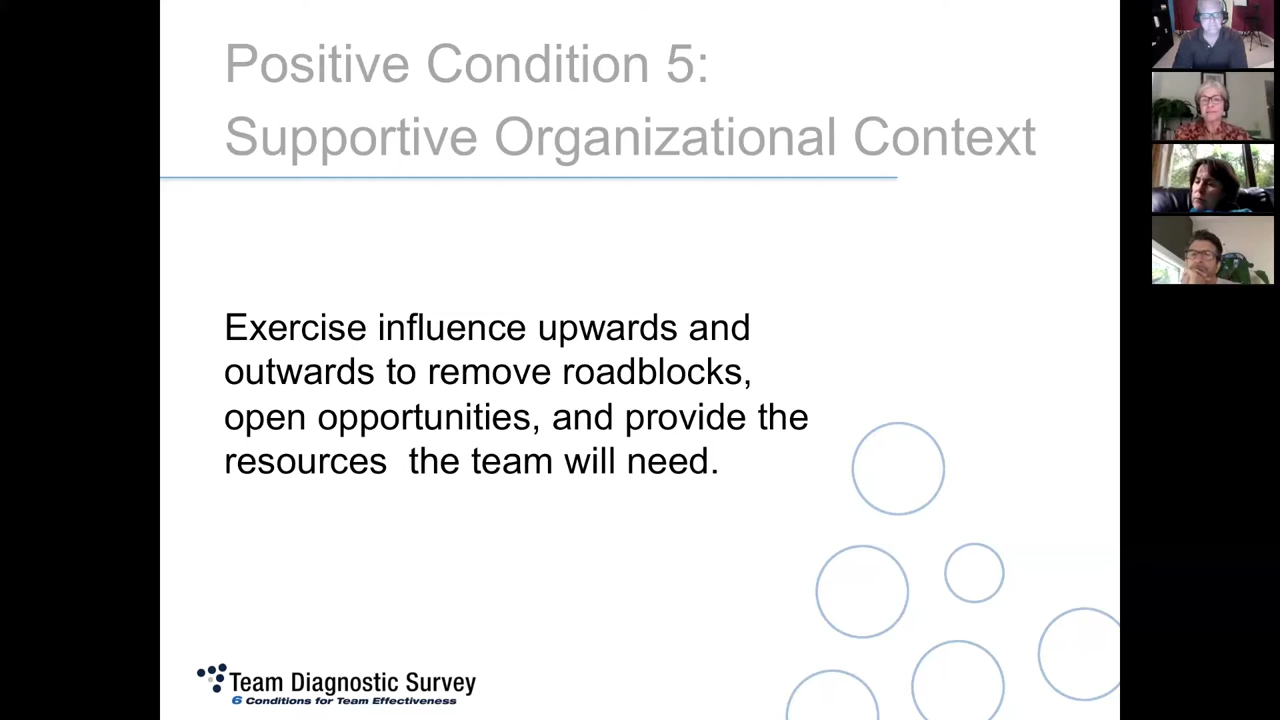 Positive Condition 5:
Supportive Organizational Context
Exercise influence upwards and
outwards to remove roadblocks,
open opportunities, and provide the
resources  the team will need.
Team Diagnostic Survey
6 Conditions for Team Effectiveness